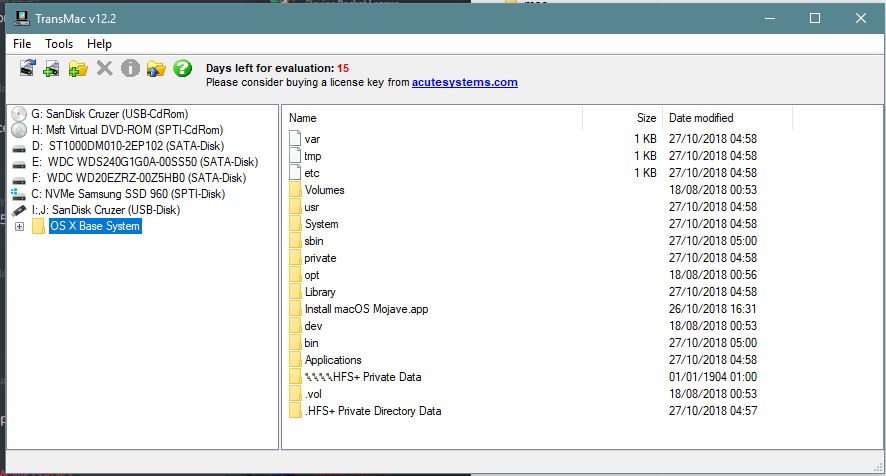 TransMac v12.2
File Tools Help
Days left for evaluation: 15
Please consider buying a license key from acutesystems.com
G: SanDisk Cruzer (USB-CdRom)
H: Msft Virtual DVD-ROM (SPTI-CdRom)
D: ST1000DM010-2EP102 (SATA-Disk)
E: WDC WDS240G1G0A-00SS50 (SATA-Disk)
F: WDC WD20EZRZ-00Z5HB0 (SATA-Disk)
C: NVMe Samsung SSD 960 (SPTI-Disk)
I:,J: SanDisk Cruzer (USB-Disk)
OS X Base System
Name Size Date modified
var 1 KB 27/10/2018 04:58
tmp 1 KB 27/10/2018 04:58
etc 1 KB 27/10/2018 04:58
Volumes 18/08/2018 00:53
usr 27/10/2018 04:58
System 27/10/2018 04:58
sbin 27/10/2018 05:00
private 27/10/2018 04:58
opt 18/08/2018 00:56
Library 27/10/2018 04:58
Install macOS Mojave.app 26/10/2018 16:31
dev 18/08/2018 00:53
bin 27/10/2018 05:00
Applications 27/10/2018 04:58
HFS+ Private Data 01/01/1904 01:00
.vol 18/08/2018 00:53
.HFS+ Private Directory Data 27/10/2018 04:57